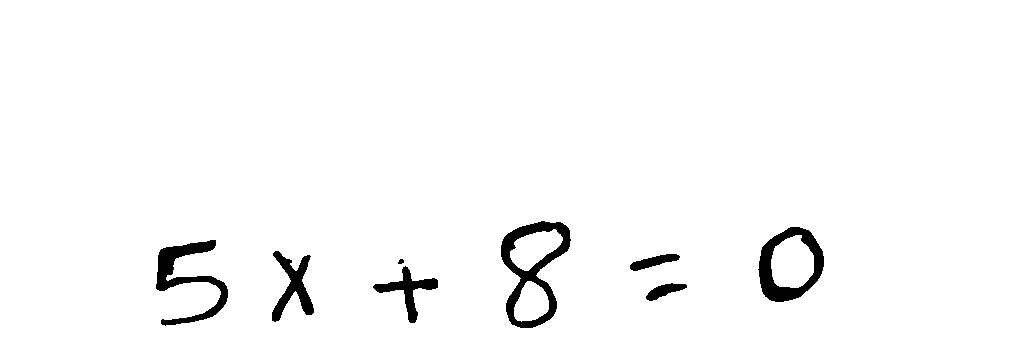 5x + 8 = 0